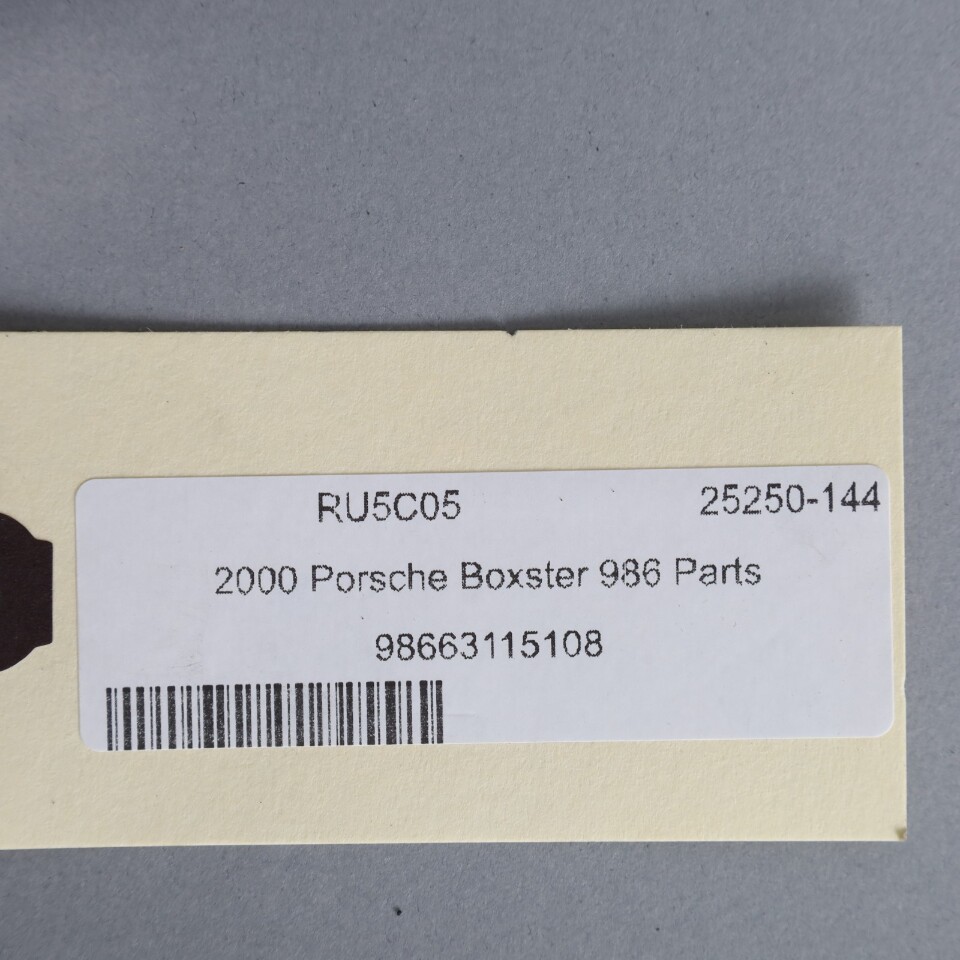 RU5C05 25250-144
2000 Porsche Boxster 986 Parts
98663115108